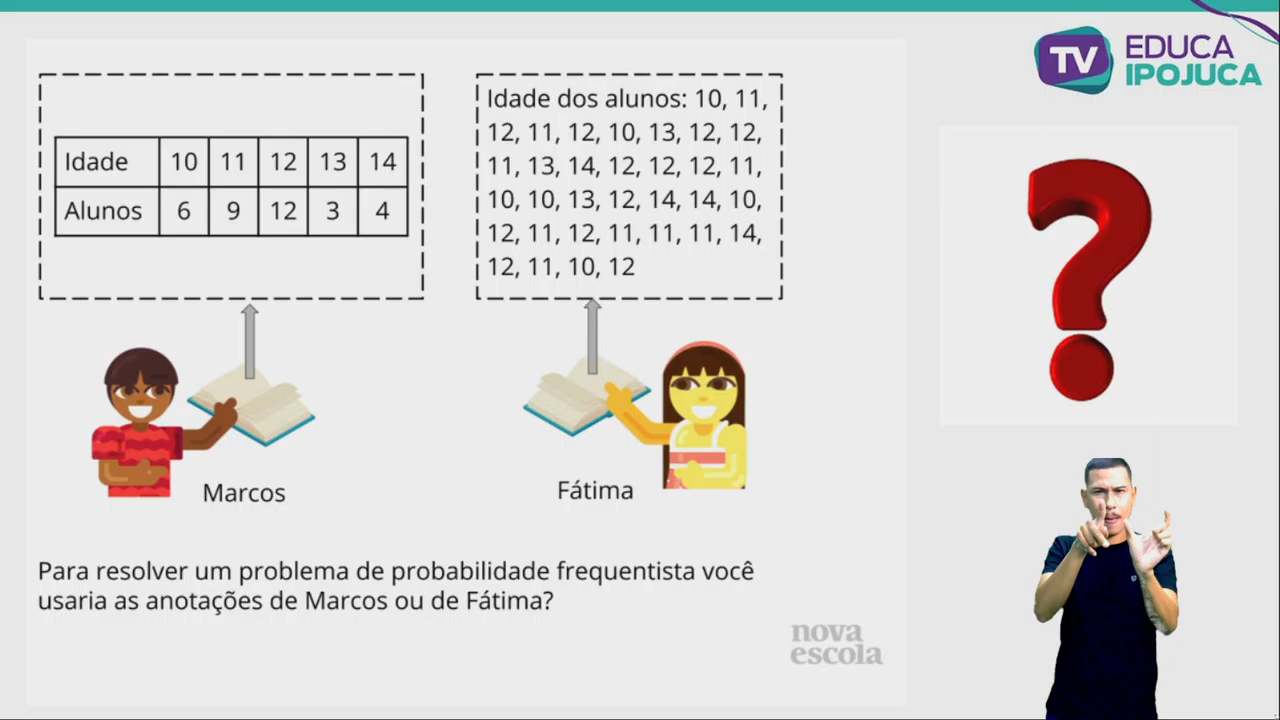 TV EDUCA
IPOJUCA
Idade 10 11 12 13 14
Alunos 6 9 12 3 4
Idade dos alunos: 10, 11,
12, 11, 12, 10, 13, 12, 12,
11, 13, 14, 12, 12, 12, 11,
10, 10, 13, 12, 14, 14, 10,
12, 11, 12, 11, 11, 11, 14,
12, 11, 10, 12
Marcos
Fátima
?
Para resolver um problema de probabilidade frequentista você
usaria as anotações de Marcos ou de Fátima?
nova
escola